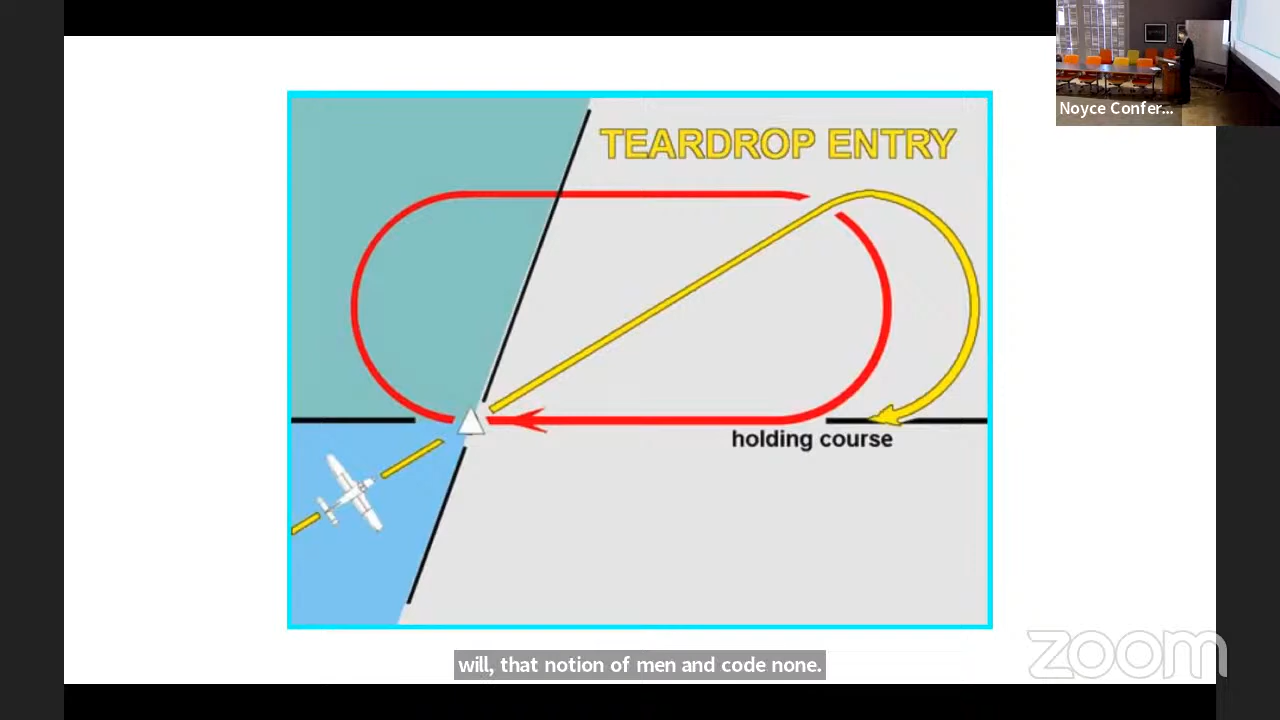 Noyce Confer...
TEARDROP ENTRY
holding course
will, that notion of men and code none.
zoom